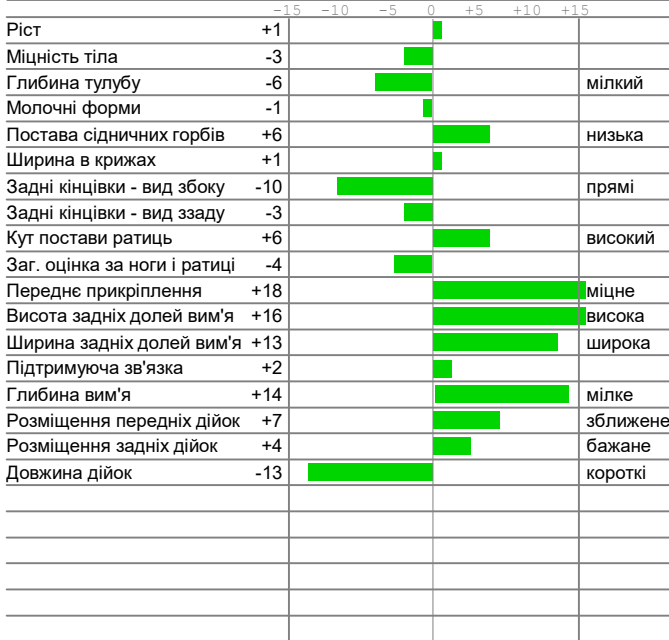 -15 -10 -5 0 +5 +10 +15
Ріст +1
Міцність тіла -3
Глибина тулубу -6 мілкий
Молочні форми -1
Постава сідничних горбів +6 низька
Ширина в крижах +1
Задні кінцівки - вид збоку -10 прямі
Задні кінцівки - вид ззаду -3
Кут постави ратиць +6 високий
Заг. оцінка за ноги і ратиці -4
Переднє прикріплення +18 міцне
Висота задніх долей вим'я +16 висока
Ширина задніх долей вим'я +13 широка
Підтримуюча зв'язка +2
Глибина вим'я +14 мілке
Розміщення передніх дійок +7 зближене
Розміщення задніх дійок +4 бажане
Довжина дійок -13 короткі